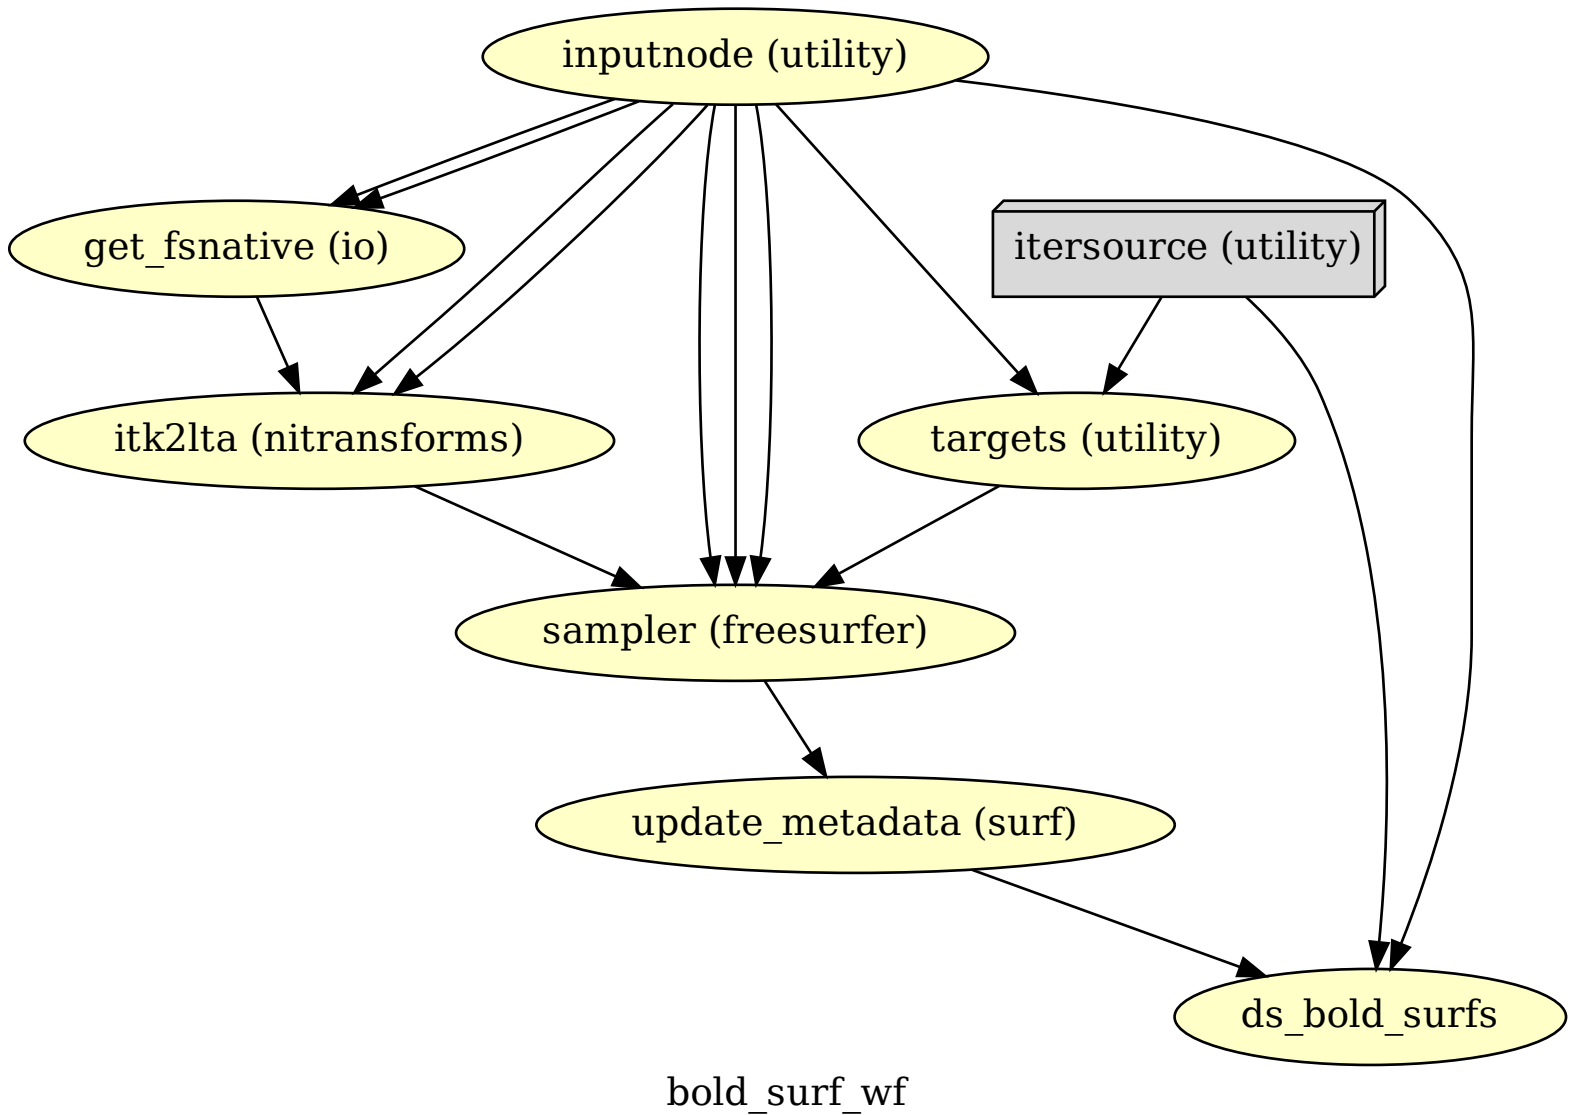 inputnode (utility)
get_fsnative (io)
itersource (utility)
itk2lta (nitransforms)
targets (utility)
sampler (freesurfer)
update_metadata (surf)
ds_bold_surfs
bold_surf_wf